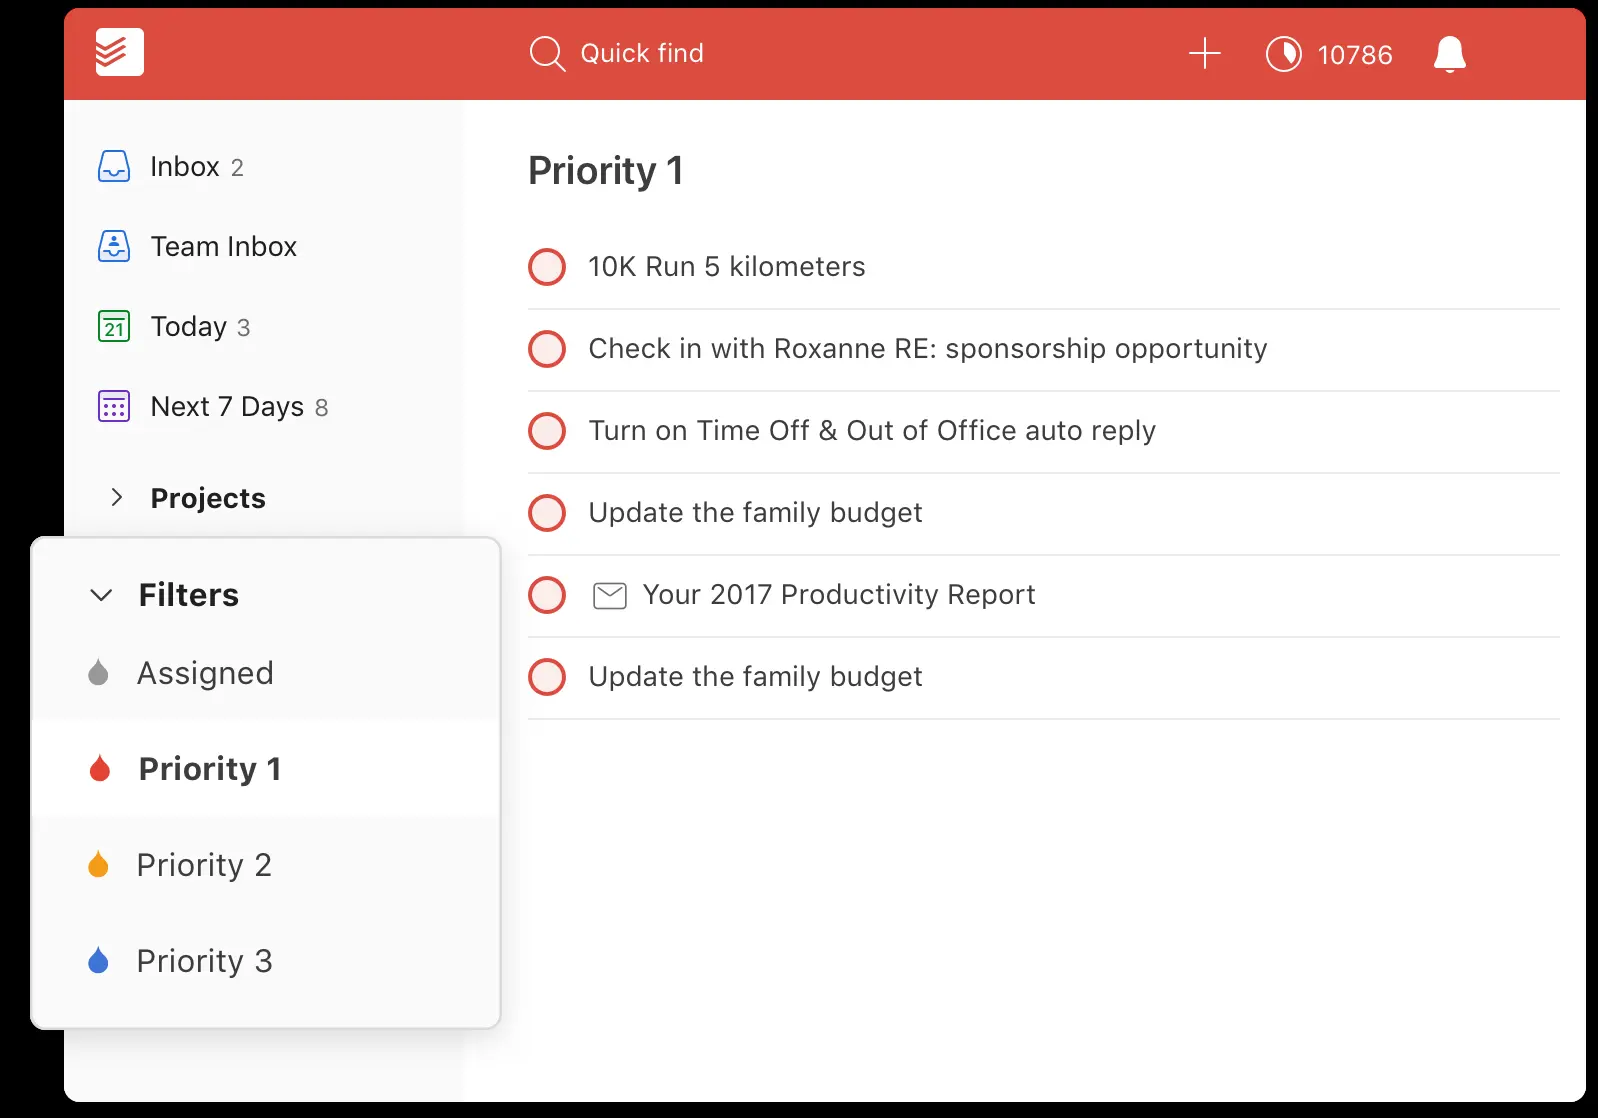 Quick find
10786
Inbox 2
Team Inbox
21 Today 3
Next 7 Days 8
Projects
Filters
Assigned
Priority 1
Priority 2
Priority 3
Priority 1
10K Run 5 kilometers
Check in with Roxanne RE: sponsorship opportunity
Turn on Time Off & Out of Office auto reply
Update the family budget
Your 2017 Productivity Report
Update the family budget